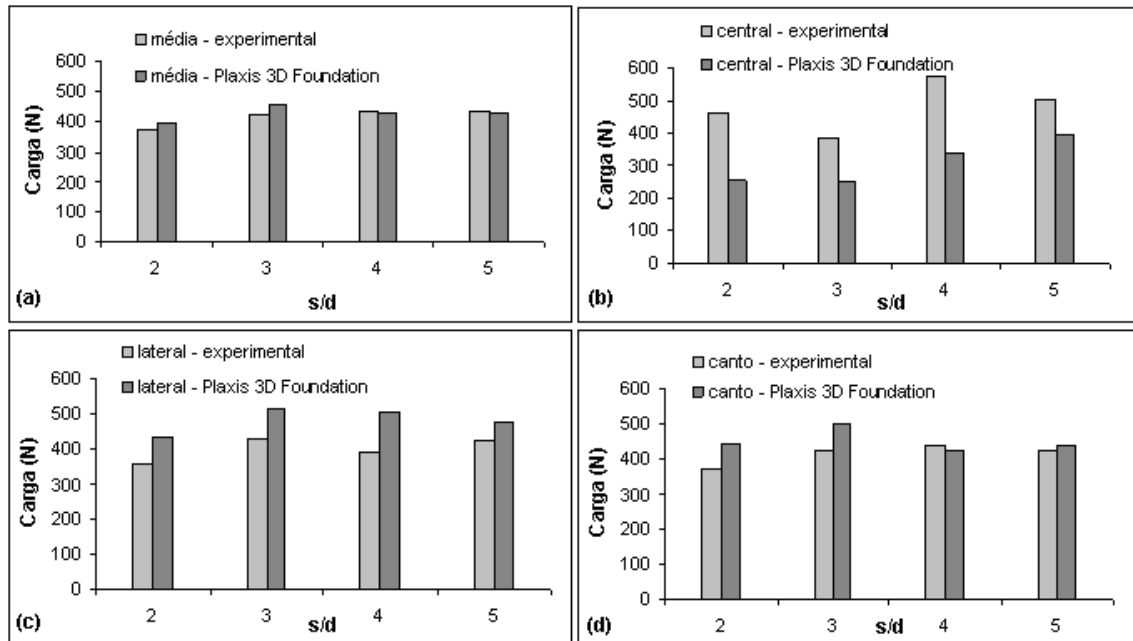 média - experimental
média - Plaxis 3D Foundation
Carga (N)
600
500
400
300
200
100
0
2 3 4 5
s/d
(a)
central - experimental
central - Plaxis 3D Foundation
Carga (N)
600
500
400
300
200
100
0
2 3 4 5
s/d
(b)
lateral - experimental
lateral - Plaxis 3D Foundation
Carga (N)
600
500
400
300
200
100
0
2 3 4 5
s/d
(c)
canto - experimental
canto - Plaxis 3D Foundation
Carga (N)
600
500
400
300
200
100
0
2 3 4 5
s/d
(d)